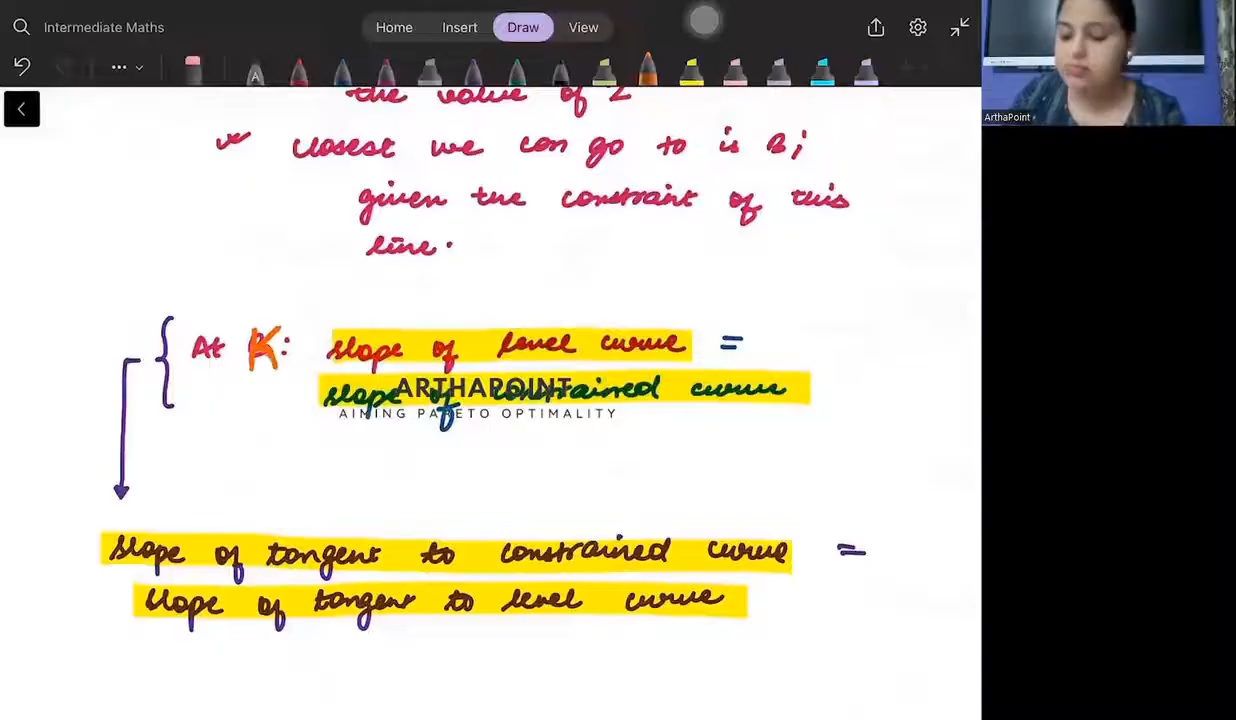 Intermediate Maths
Home Insert Draw View
A
ArthaPoint
the value of Z
closest we can go to is B;
given the constraint of this
line.
At K: slope of level curve =
slope of constrained curve
ARTHAPOINT
AIMING PARETO OPTIMALITY
slope of tangent to constrained curve =
slope of tangent to level curve